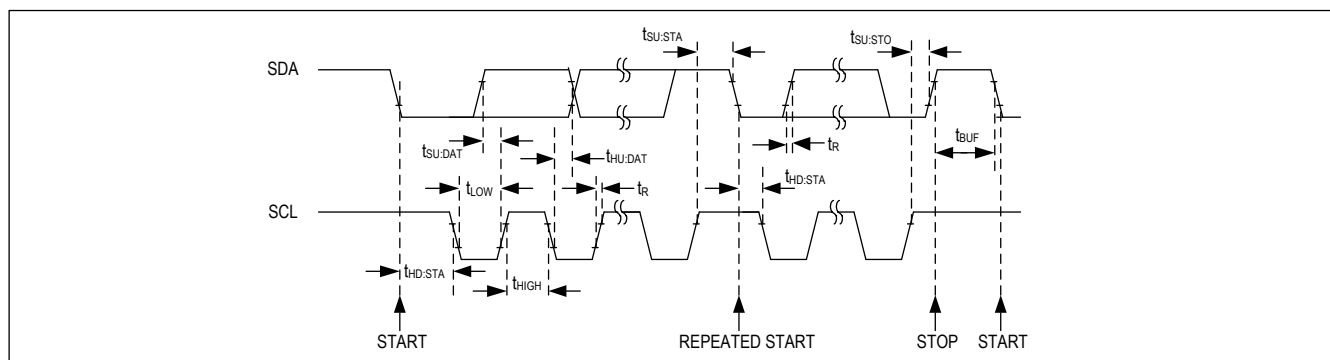 tSU:STA
tSU:STO
SDA
tSU:DAT
tHU:DAT
tR
tBUF
tLOW
tR
tHD:STA
SCL
tHD:STA
tHIGH
START
REPEATED START
STOP
START